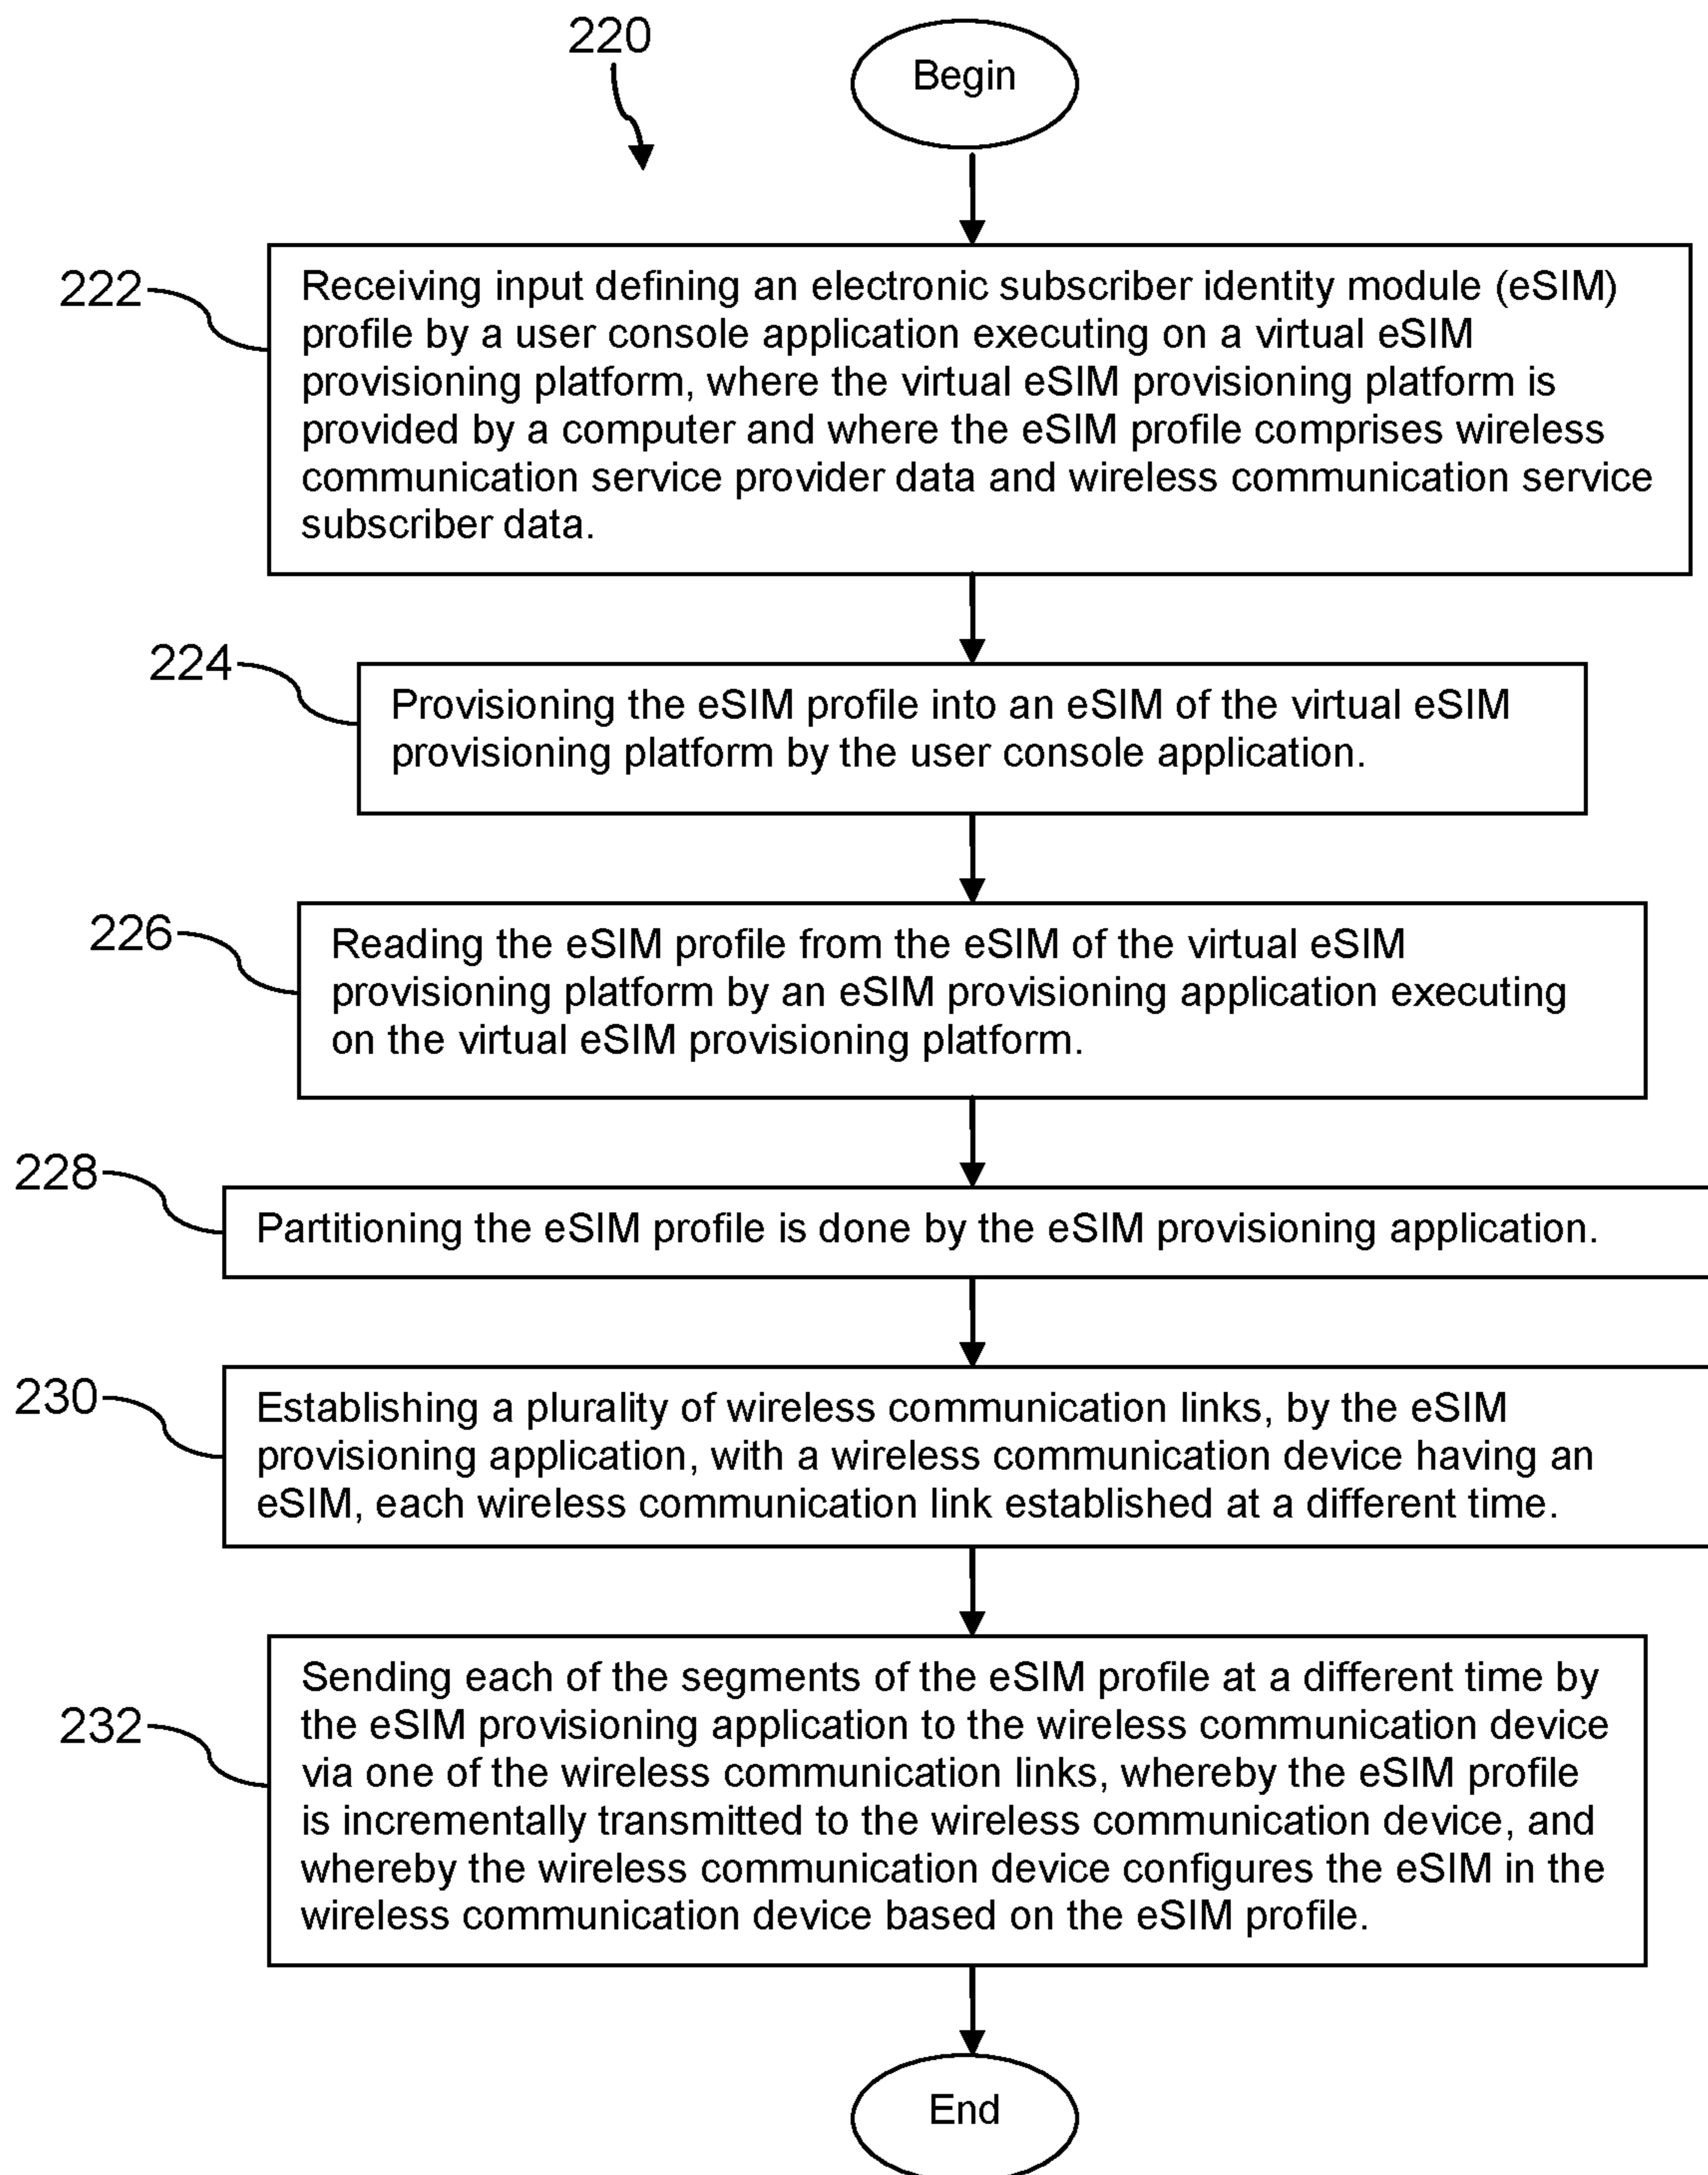 220
Begin
222
Receiving input defining an electronic subscriber identity module (eSIM)
profile by a user console application executing on a virtual eSIM
provisioning platform, where the virtual eSIM provisioning platform is
provided by a computer and where the eSIM profile comprises wireless
communication service provider data and wireless communication service
subscriber data.
224
Provisioning the eSIM profile into an eSIM of the virtual eSIM
provisioning platform by the user console application.
226
Reading the eSIM profile from the eSIM of the virtual eSIM
provisioning platform by an eSIM provisioning application executing
on the virtual eSIM provisioning platform.
228
Partitioning the eSIM profile is done by the eSIM provisioning application.
230
Establishing a plurality of wireless communication links, by the eSIM
provisioning application, with a wireless communication device having an
eSIM, each wireless communication link established at a different time.
232
Sending each of the segments of the eSIM profile at a different time by
the eSIM provisioning application to the wireless communication device
via one of the wireless communication links, whereby the eSIM profile
is incrementally transmitted to the wireless communication device, and
whereby the wireless communication device configures the eSIM in the
wireless communication device based on the eSIM profile.
End